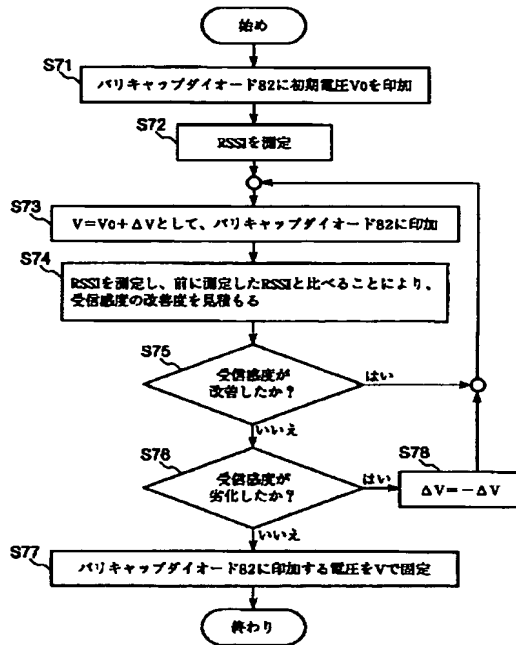 始め
S71
バリキャップダイオード82に初期電圧V0を印加
S72
RSSIを測定
S73
V=V0+ΔVとして、バリキャップダイオード82に印加
S74
RSSIを測定し、前に測定したRSSIと比べることにより、
受信感度の改善度を見積もる
S75
受信感度が
改善したか?
はい
いいえ
S76
受信感度が
劣化したか?
はい
S78
ΔV=-ΔV
いいえ
S77
バリキャップダイオード82に印加する電圧をVで固定
終わり